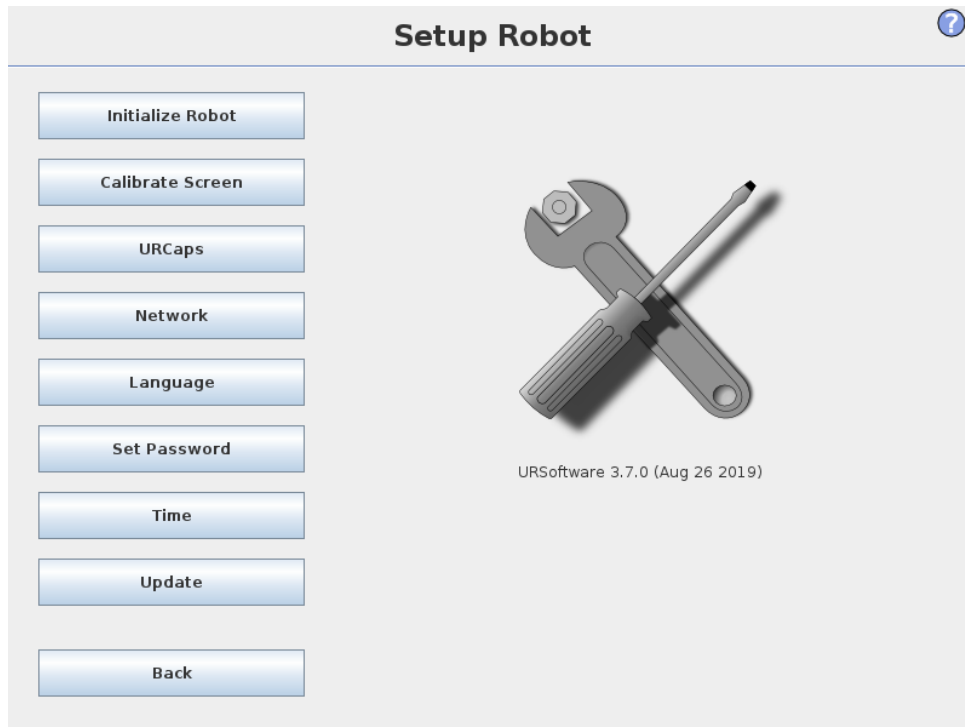 Setup Robot
?
Initialize Robot
Calibrate Screen
URCaps
Network
Language
Set Password
Time
Update
Back
URSoftware 3.7.0 (Aug 26 2019)